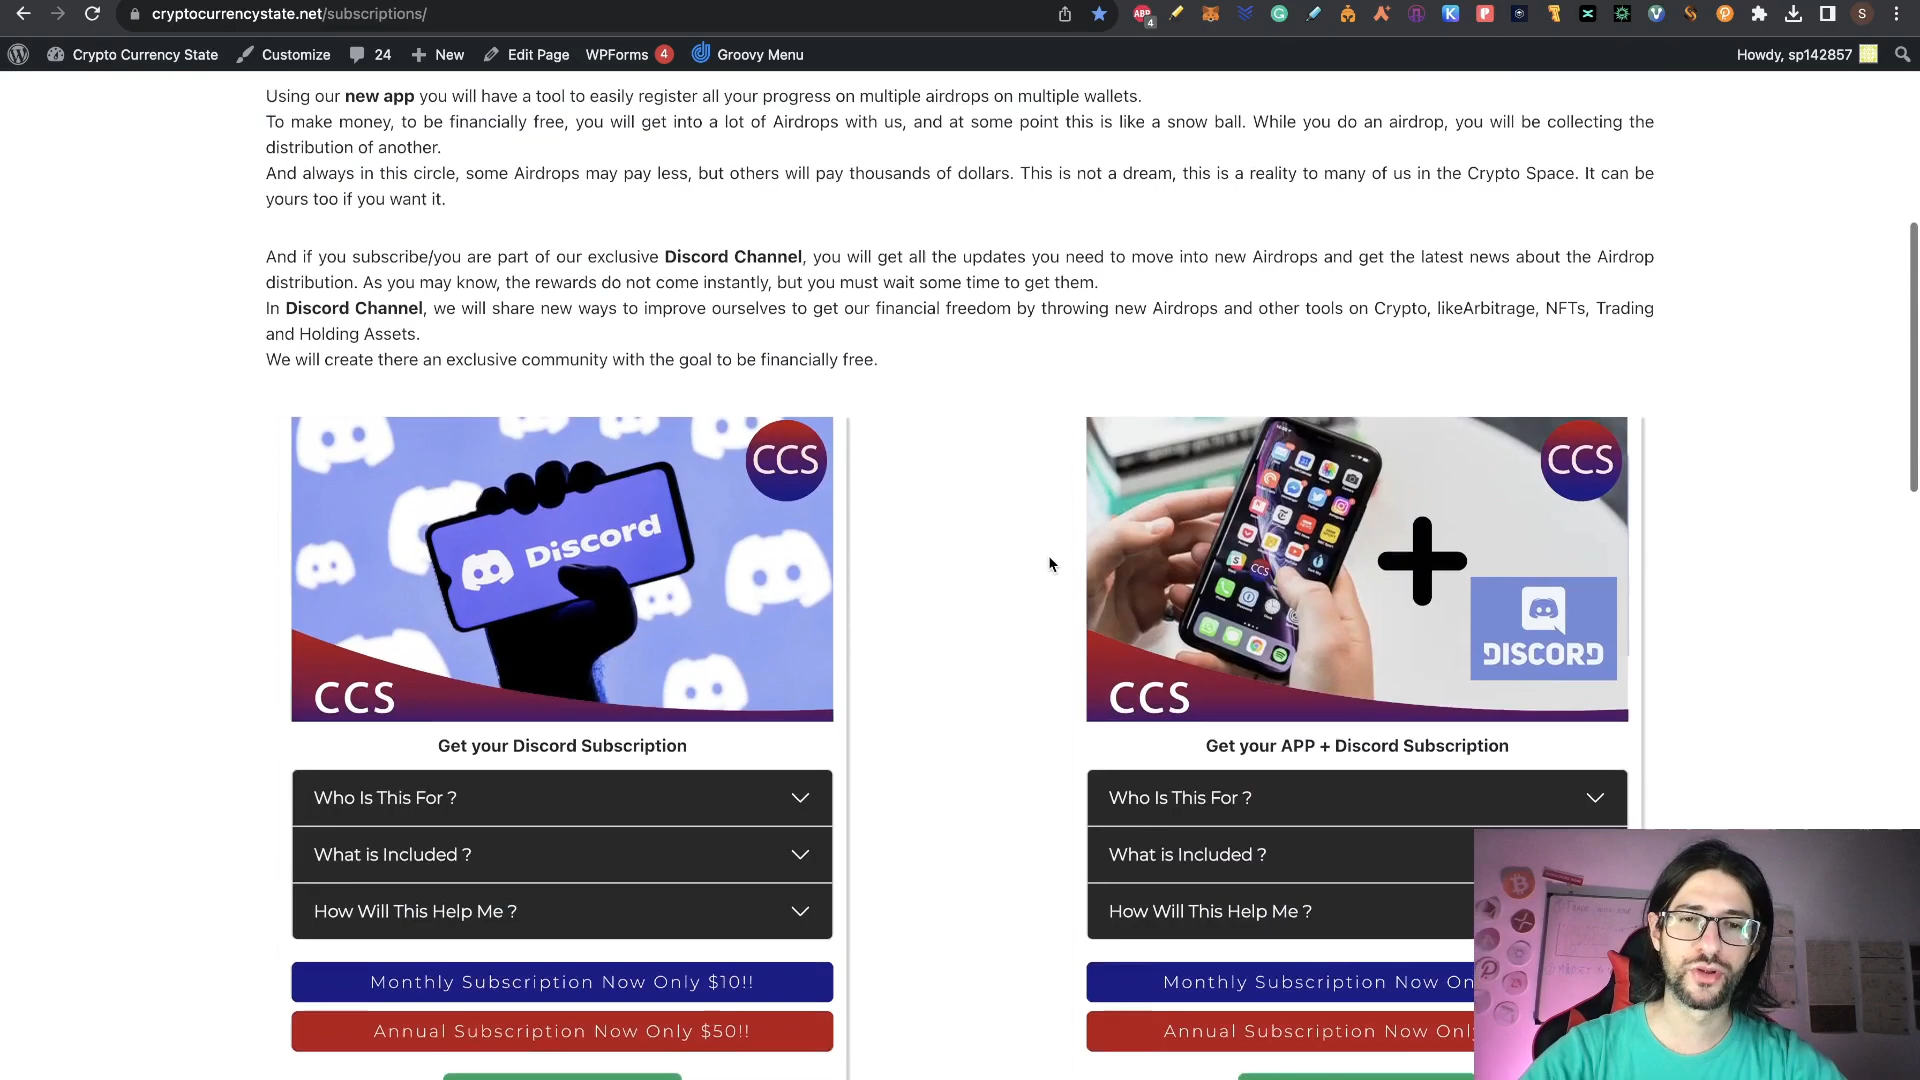 cryptocurrencystate.net/subscriptions/
Crypto Currency State Customize 24 New Edit Page WPForms 4 Groovy Menu Howdy, sp142857
Using our new app you will have a tool to easily register all your progress on multiple airdrops on multiple wallets.
To make money, to be financially free, you will get into a lot of Airdrops with us, and at some point this is like a snow ball. While you do an airdrop, you will be collecting the
distribution of another.
And always in this circle, some Airdrops may pay less, but others will pay thousands of dollars. This is not a dream, this is a reality to many of us in the Crypto Space. It can be
yours too if you want it.
And if you subscribe/you are part of our exclusive Discord Channel, you will get all the updates you need to move into new Airdrops and get the latest news about the Airdrop
distribution. As you may know, the rewards do not come instantly, but you must wait some time to get them.
In Discord Channel, we will share new ways to improve ourselves to get our financial freedom by throwing new Airdrops and other tools on Crypto, likeArbitrage, NFTs, Trading
and Holding Assets.
We will create there an exclusive community with the goal to be financially free.
CCS
Discord
CCS
Get your Discord Subscription
Who Is This For ?
What is Included ?
How Will This Help Me ?
Monthly Subscription Now Only $10!!
Annual Subscription Now Only $50!!
CCS
CCS
DISCORD
CCS
Get your APP + Discord Subscription
Who Is This For ?
What is Included ?
How Will This Help Me ?
Monthly Subscription Now On
Annual Subscription Now Only